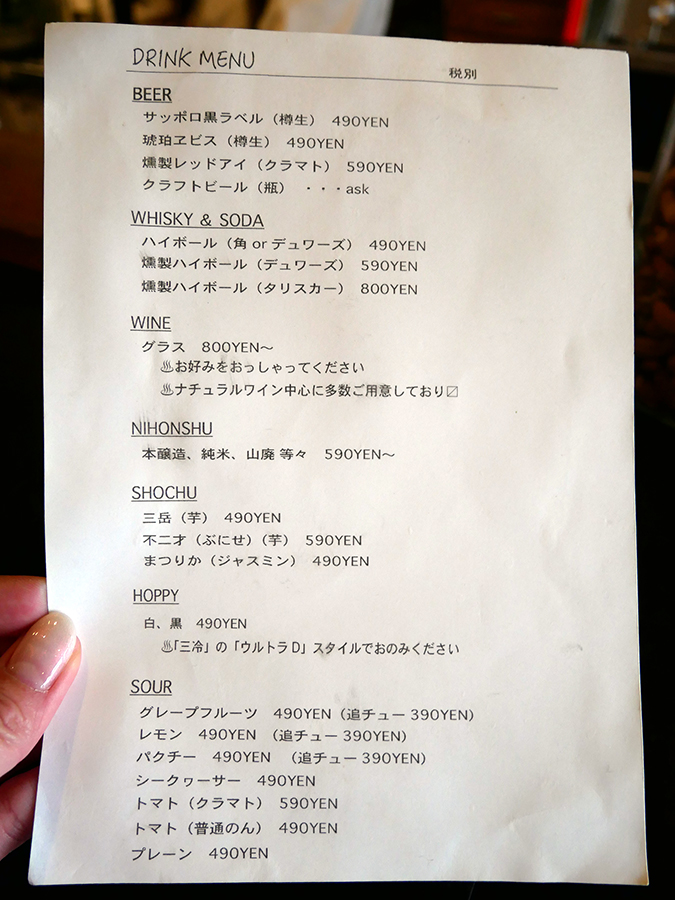 DRINK MENU
税別
BEER
サッポロ黒ラベル（樽生） 490YEN
琥珀ヱビス（樽生） 490YEN
燻製レッドアイ（クラマト） 590YEN
クラフトビール（瓶） ・・・ask
WHISKY & SODA
ハイボール（角 or デュワーズ） 490YEN
燻製ハイボール（デュワーズ） 590YEN
燻製ハイボール（タリスカー） 800YEN
WINE
グラス 800YEN～
♨お好みをおっしゃってください
♨ナチュラルワイン中心に多数ご用意しており〼
NIHONSHU
本醸造、純米、山廃 等々 590YEN～
SHOCHU
三岳（芋） 490YEN
不二才（ぶにせ）（芋） 590YEN
まつりか（ジャスミン） 490YEN
HOPPY
白、黒 490YEN
♨「三冷」の「ウルトラD」スタイルでおのみください
SOUR
グレープフルーツ 490YEN（追チュー 390YEN）
レモン 490YEN （追チュー 390YEN）
パクチー 490YEN （追チュー 390YEN）
シークヮーサー 490YEN
トマト（クラマト） 590YEN
トマト（普通のん） 490YEN
プレーン 490YEN